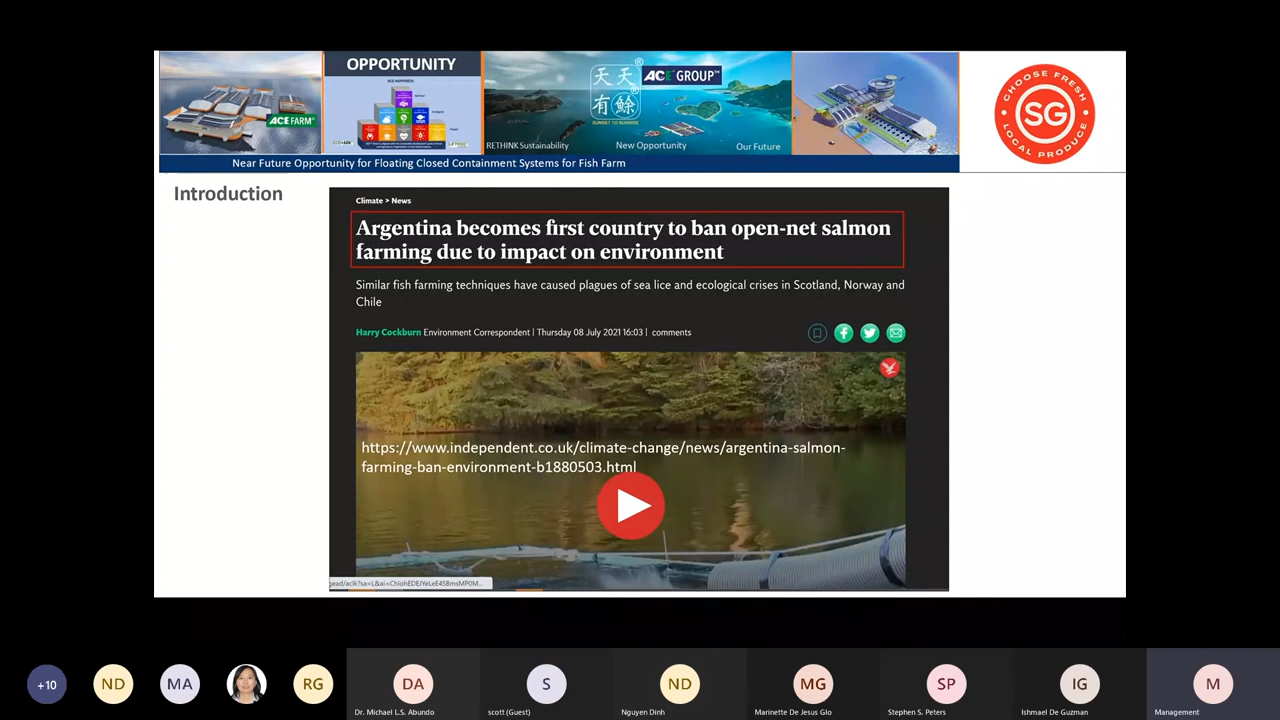 OPPORTUNITY
ACE HAPPINESS
ACE FARM®
天天
有餘
SUNSET TO SUNRISE
ACE GROUP™
RETHINK Sustainability
New Opportunity
Our Future
CHOOSE FRESH
SG
LOCAL PRODUCE
Near Future Opportunity for Floating Closed Containment Systems for Fish Farm
Introduction
Climate > News
Argentina becomes first country to ban open-net salmon
farming due to impact on environment
Similar fish farming techniques have caused plagues of sea lice and ecological crises in Scotland, Norway and
Chile
Harry Cockburn Environment Correspondent | Thursday 08 July 2021 16:03 | comments
https://www.independent.co.uk/climate-change/news/argentina-salmon-
farming-ban-environment-b1880503.html
+10
ND
MA
RG
DA
S
ND
MG
SP
IG
M
Dr. Michael L.S. Abundo
scott (Guest)
Nguyen Dinh
Marinette De Jesus Glo
Stephen S. Peters
Ishmael De Guzman
Management